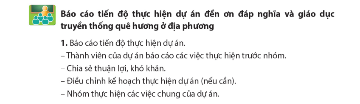 Báo cáo tiến độ thực hiện dự án đền ơn đáp nghĩa và giáo dục
truyền thống quê hương ở địa phương
1. Báo cáo tiến độ thực hiện dự án.
– Thành viên của dự án báo cáo các việc thực hiện trước nhóm.
– Chia sẻ thuận lợi, khó khăn.
– Điều chỉnh kế hoạch thực hiện dự án (nếu cần).
– Nhóm thực hiện các việc chung của dự án.